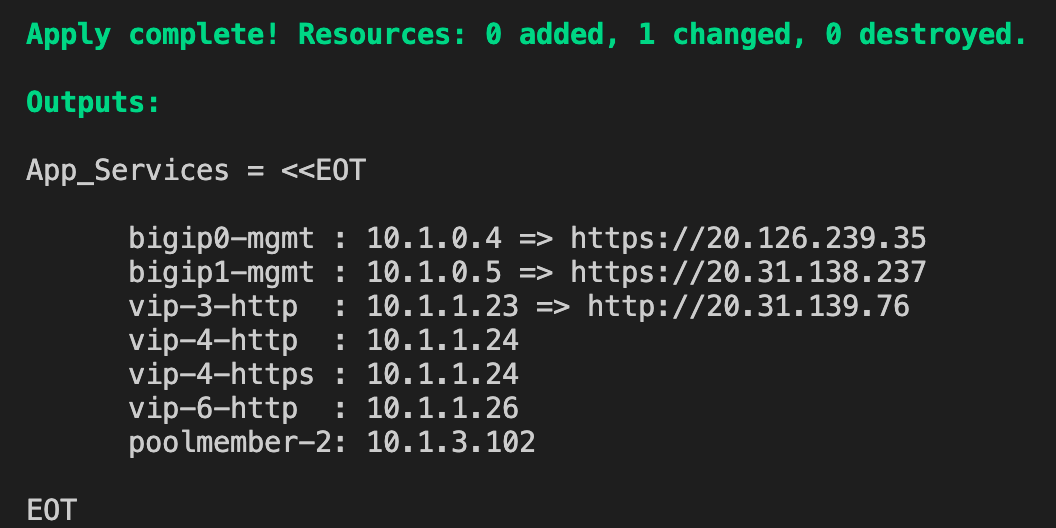 Apply complete! Resources: 0 added, 1 changed, 0 destroyed.
Outputs:
App_Services = <<EOT
bigip0-mgmt : 10.1.0.4 => https://20.126.239.35
bigip1-mgmt : 10.1.0.5 => https://20.31.138.237
vip-3-http  : 10.1.1.23 => http://20.31.139.76
vip-4-http  : 10.1.1.24
vip-4-https : 10.1.1.24
vip-6-http  : 10.1.1.26
poolmember-2: 10.1.3.102
EOT